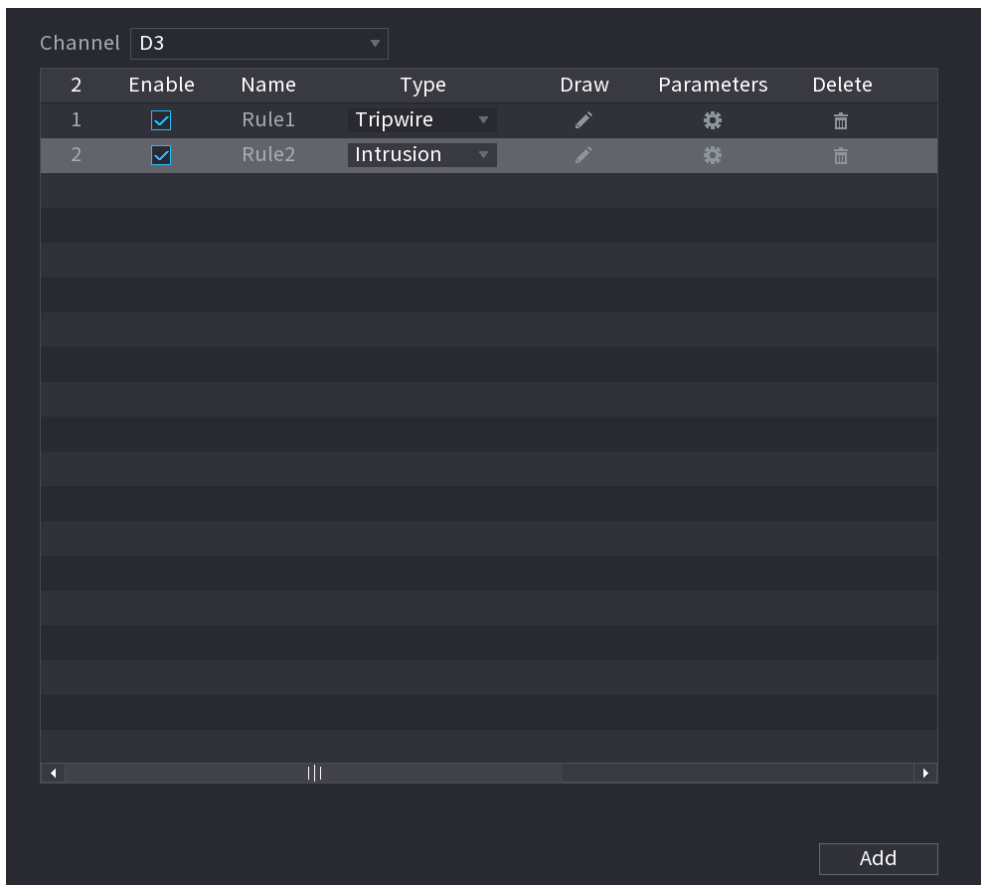 Channel D3
2 Enable Name Type Draw Parameters Delete
1 Rule1 Tripwire
2 Rule2 Intrusion
Add